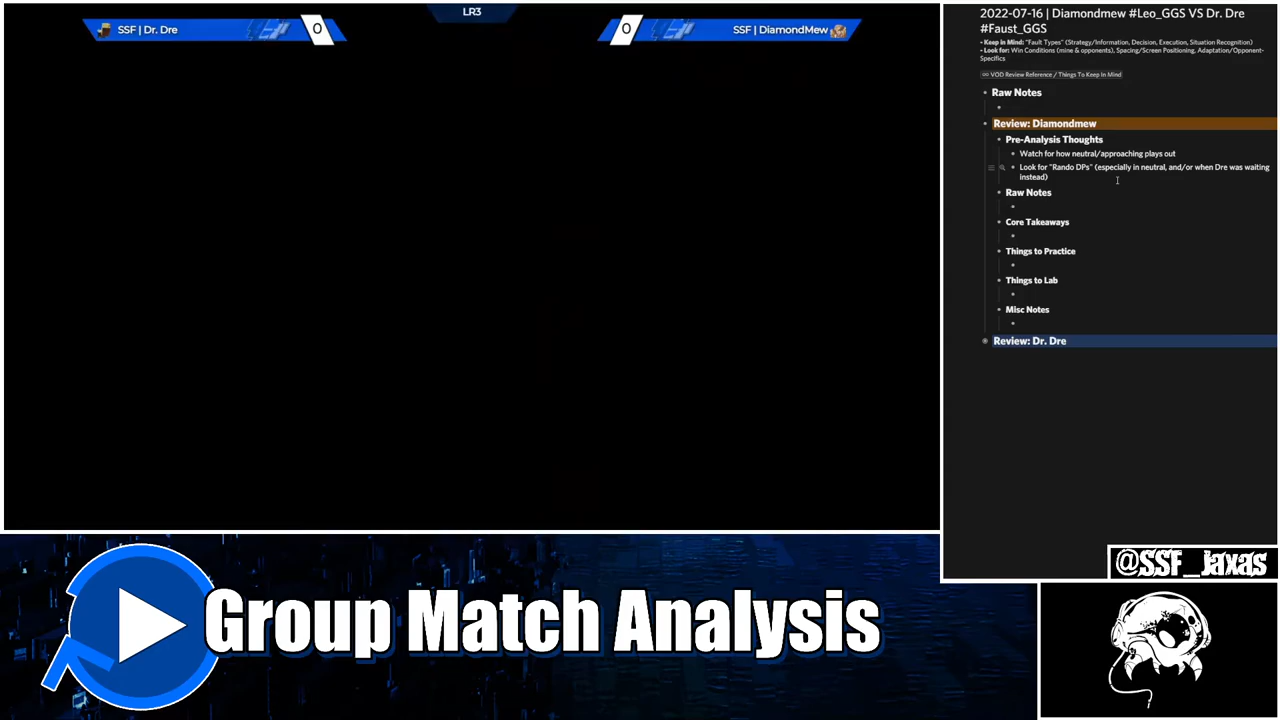 LR3
SSF | Dr. Dre
0
0
SSF | DiamondMew
2022-07-16 | Diamondmew #Leo_GGS VS Dr. Dre
#Faust_GGS
- Keep in Mind: "Fault Types" (Strategy/Information, Decision, Execution, Situation Recognition)
- Look for: Win Conditions (mine & opponents), Spacing/Screen Positioning, Adaptation/Opponent-
Specifics
VOD Review Reference / Things To Keep In Mind
Raw Notes
Review: Diamondmew
Pre-Analysis Thoughts
Watch for how neutral/approaching plays out
Look for "Rando DPs" (especially in neutral, and/or when Dre was waiting
instead)
Raw Notes
Core Takeaways
Things to Practice
Things to Lab
Misc Notes
Review: Dr. Dre
@SSF_jaxas
Group Match Analysis